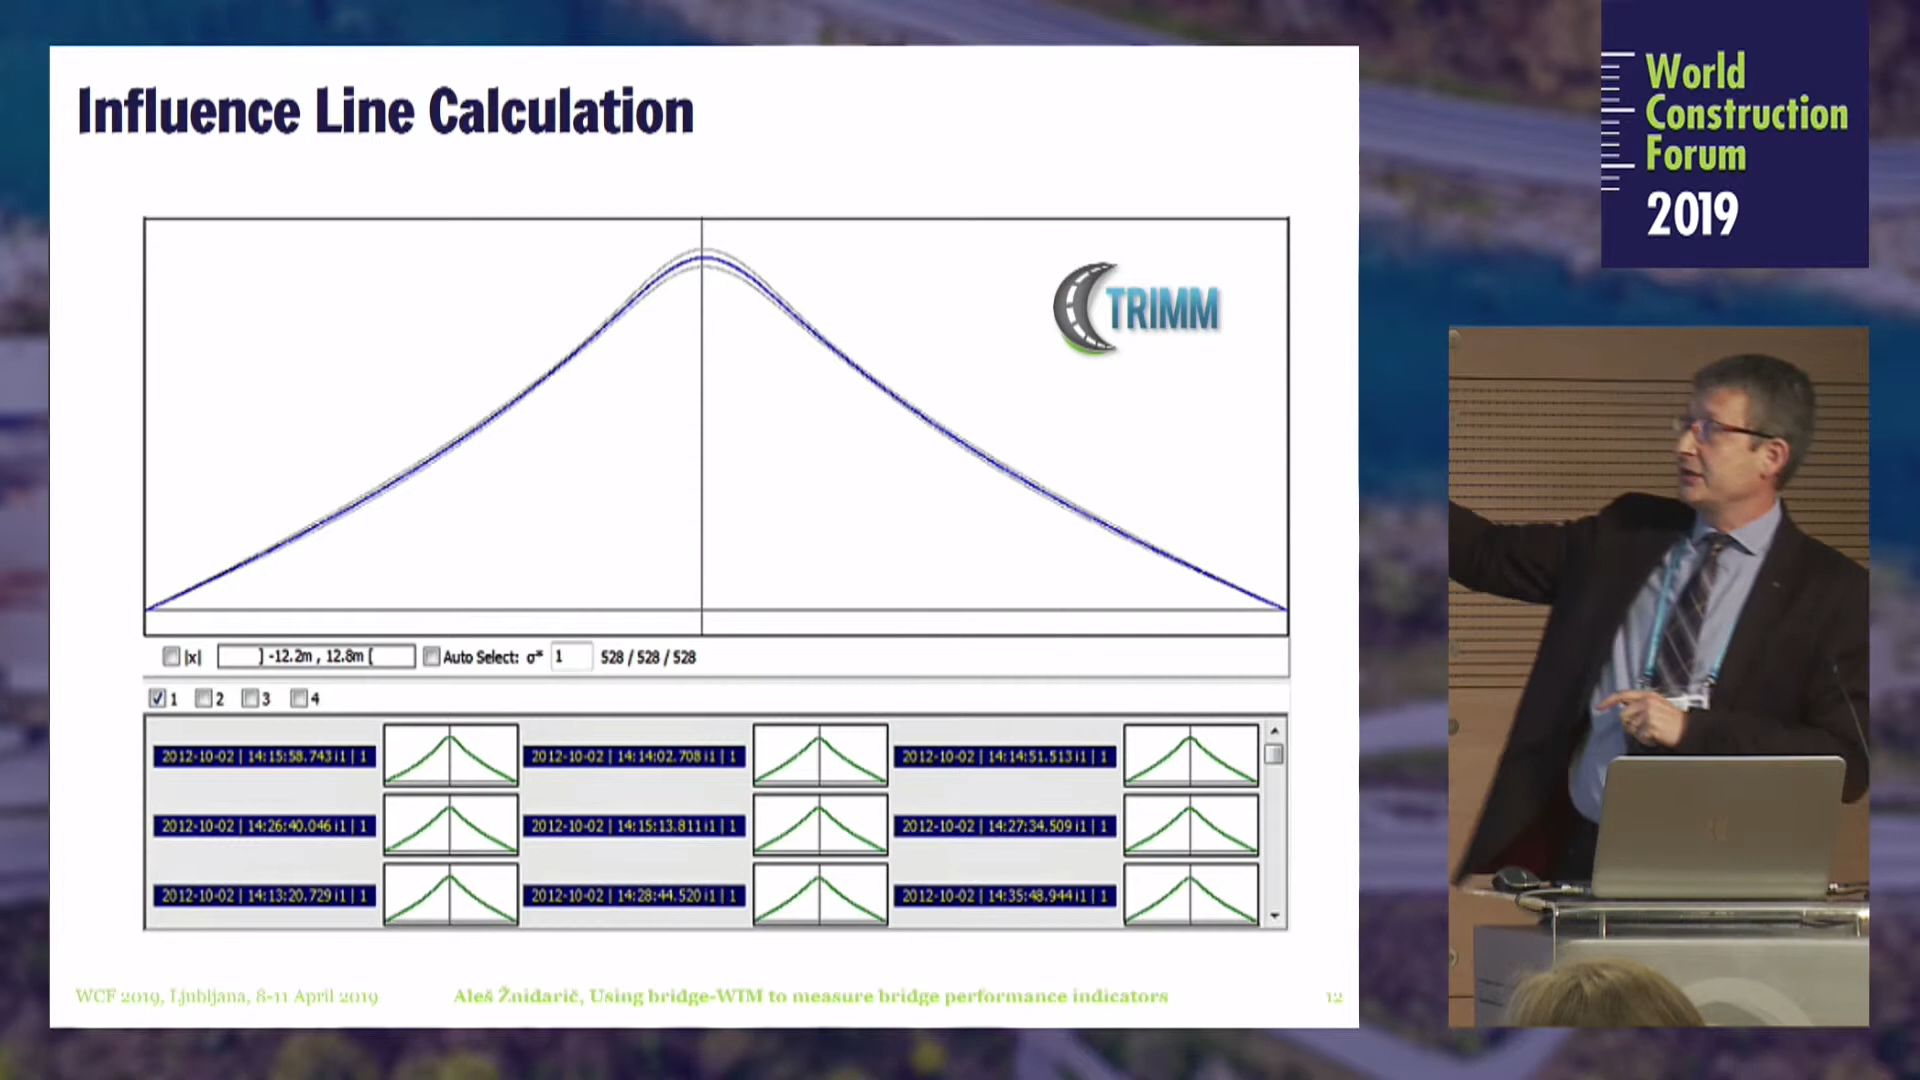 Influence Line Calculation
World
Construction
Forum
2019
TRIMM
|x| ] -12.2m , 12.8m [ Auto Select: σ* 1 528 / 528 / 528
1 2 3 4
2012-10-02 | 14:15:58.743 i1 | 1 2012-10-02 | 14:14:02.708 i1 | 1 2012-10-02 | 14:14:51.513 i1 | 1
2012-10-02 | 14:26:40.046 i1 | 1 2012-10-02 | 14:15:13.811 i1 | 1 2012-10-02 | 14:27:34.509 i1 | 1
2012-10-02 | 14:13:20.729 i1 | 1 2012-10-02 | 14:28:44.520 i1 | 1 2012-10-02 | 14:35:48.944 i1 | 1
WCF 2019, Ljubljana, 8-11 April 2019 Aleš Žnidarič, Using bridge-WIM to measure bridge performance indicators 12